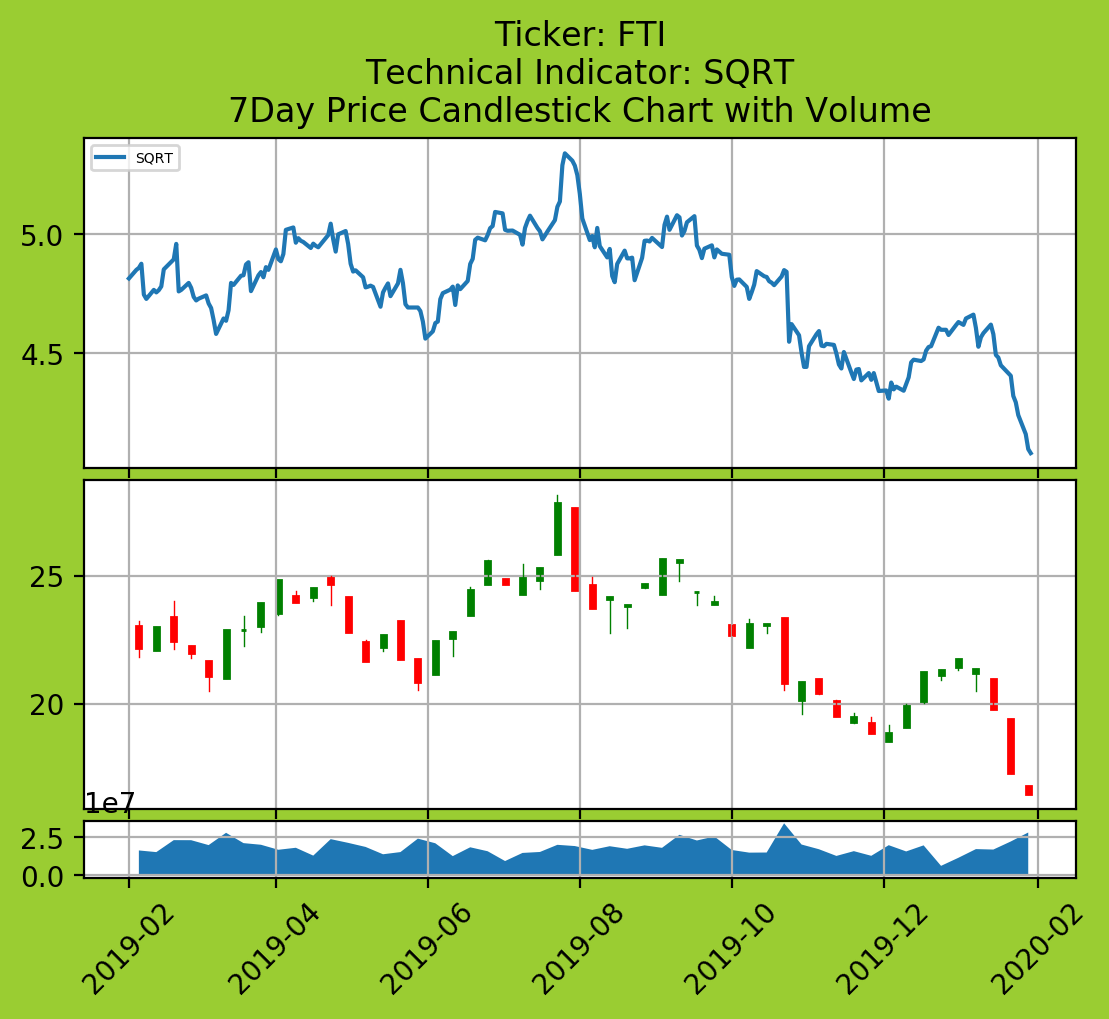 Ticker: FTI
Technical Indicator: SQRT
7Day Price Candlestick Chart with Volume
SQRT
5.0
4.5
25
20
1e7
2.5
0.0
2019-02
2019-04
2019-06
2019-08
2019-10
2019-12
2020-02